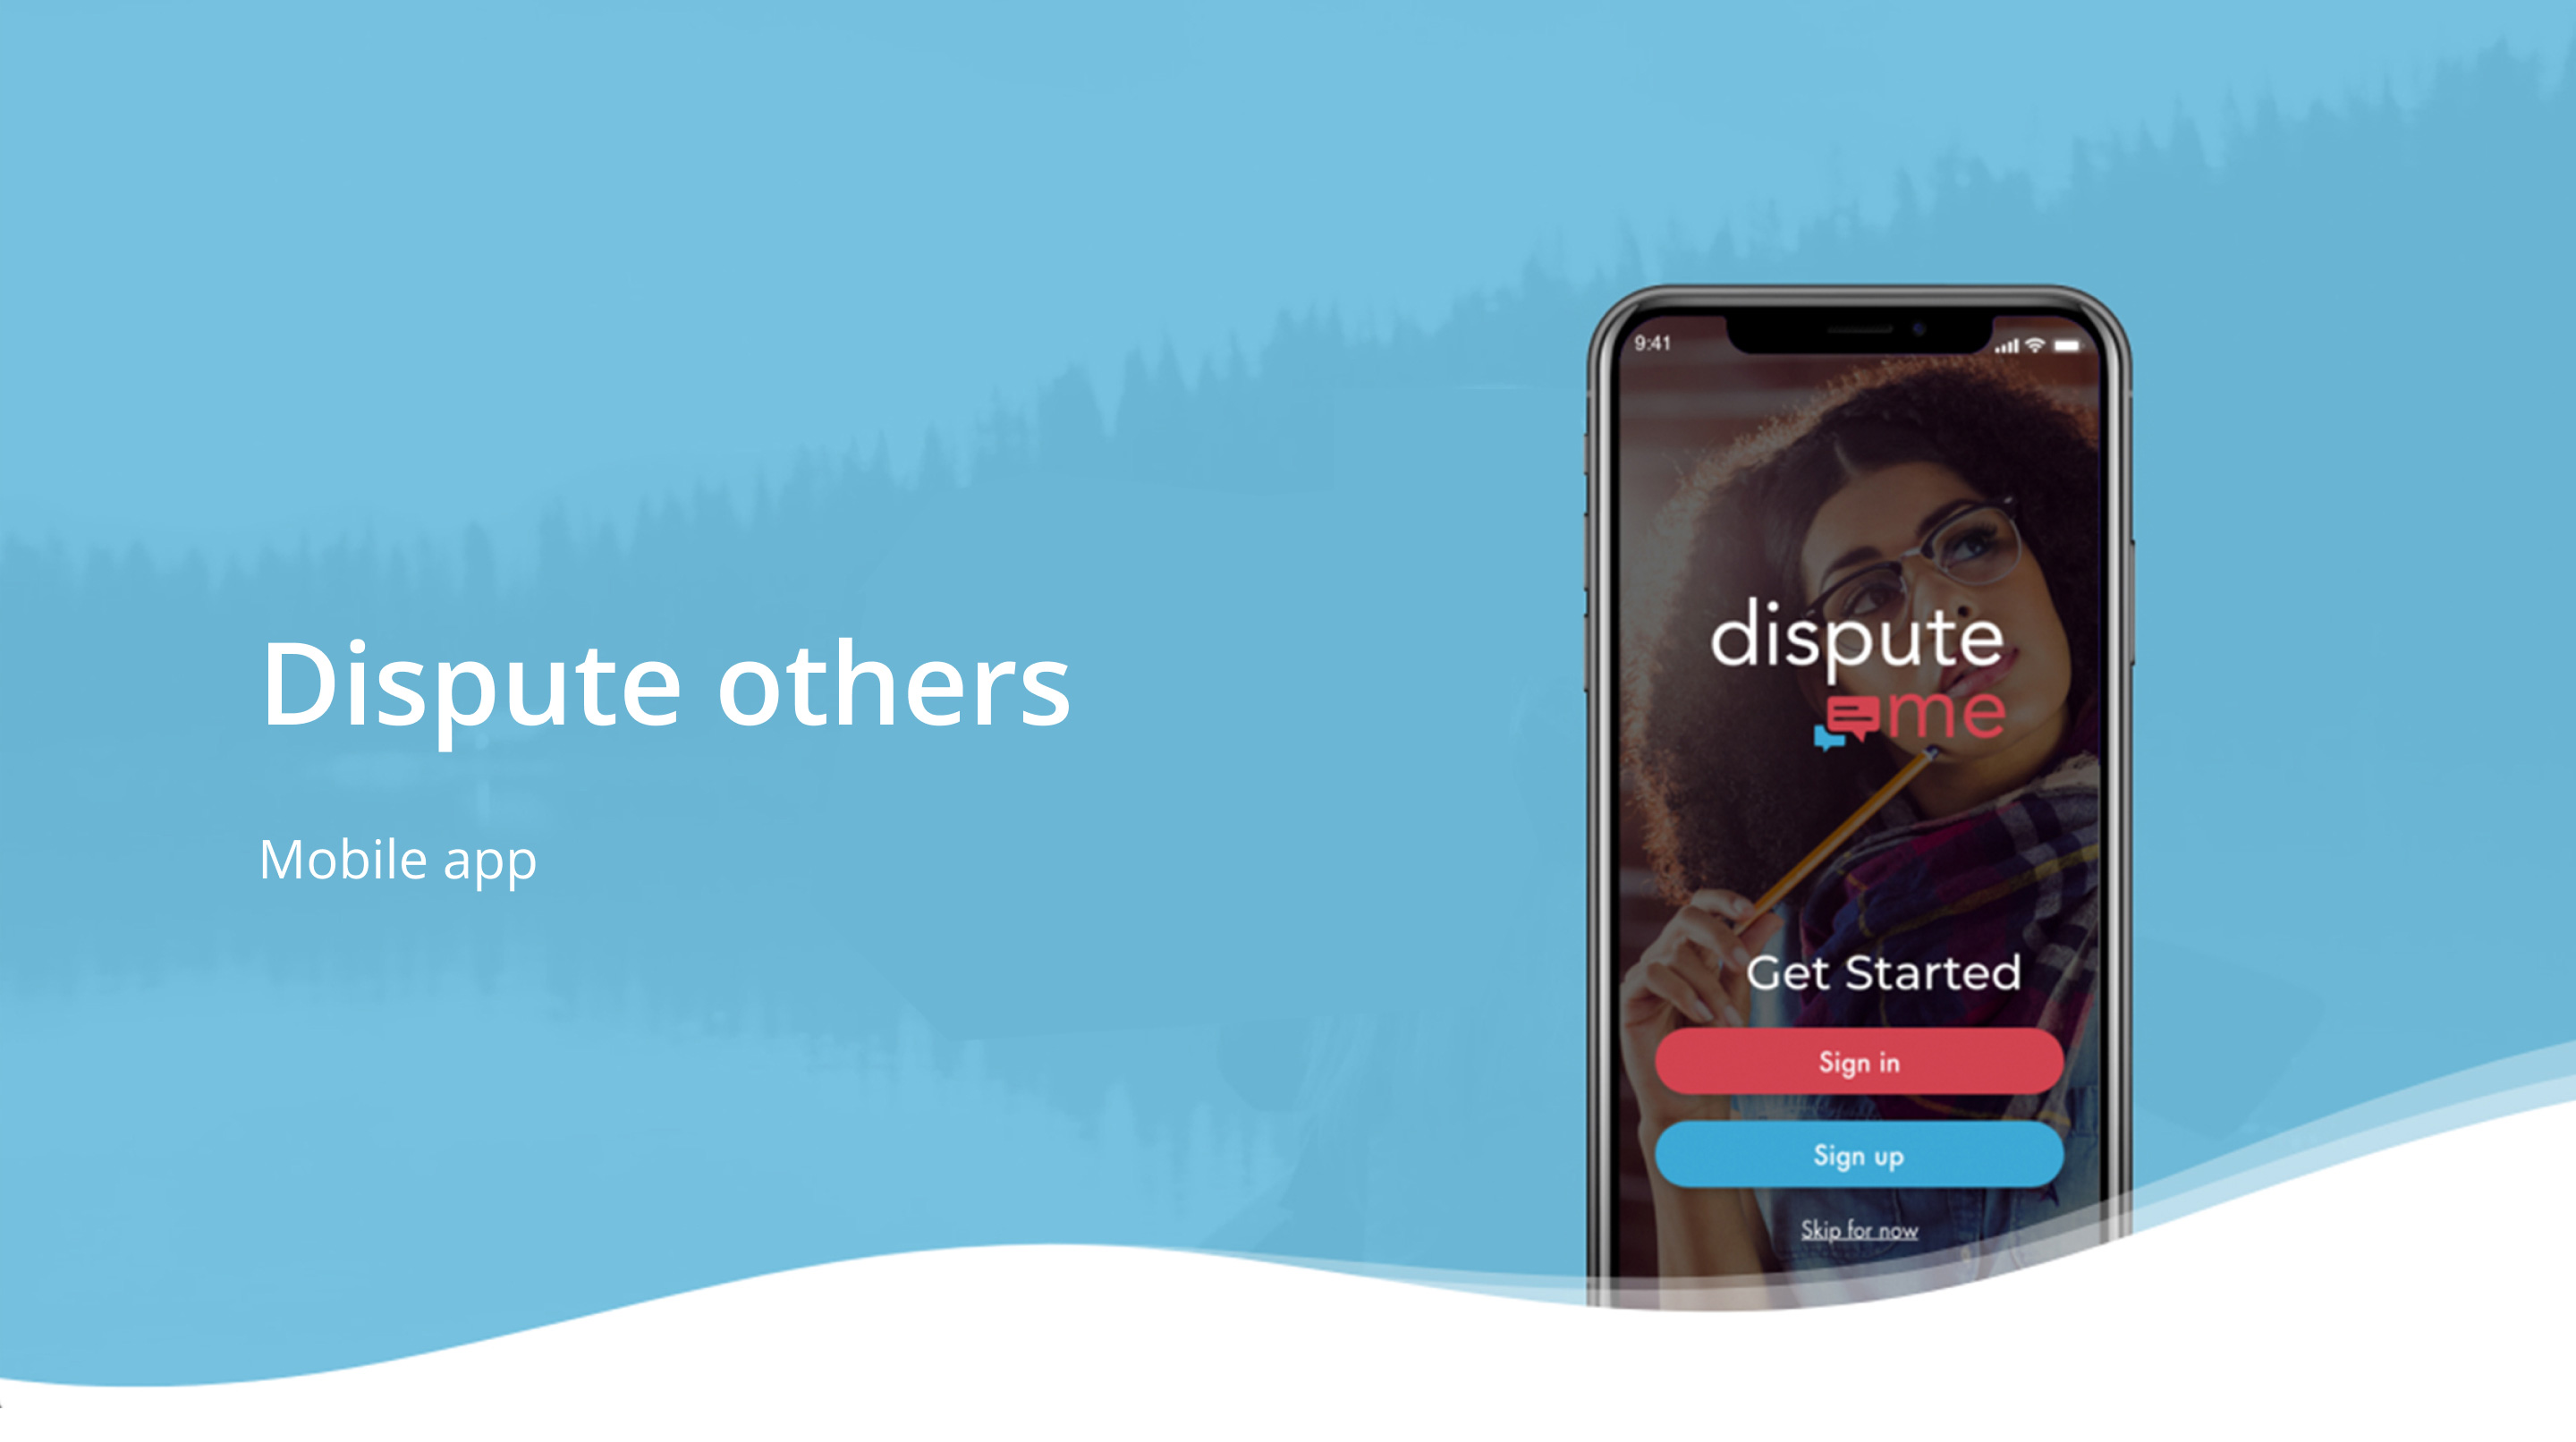 Dispute others
Mobile app
9:41
dispute
me
Get Started
Sign in
Sign up
Skip for now